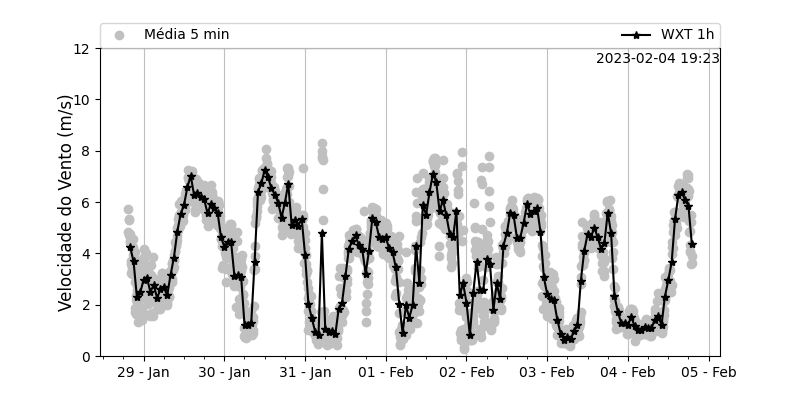 Média 5 min
WXT 1h
2023-02-04 19:23
Velocidade do Vento (m/s)
12
10
8
6
4
2
0
29 - Jan
30 - Jan
31 - Jan
01 - Feb
02 - Feb
03 - Feb
04 - Feb
05 - Feb